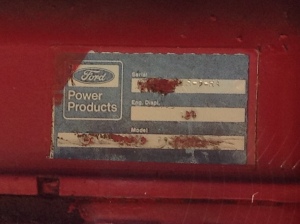 Ford
Power
Products
Serial
Eng. Displ.
Model